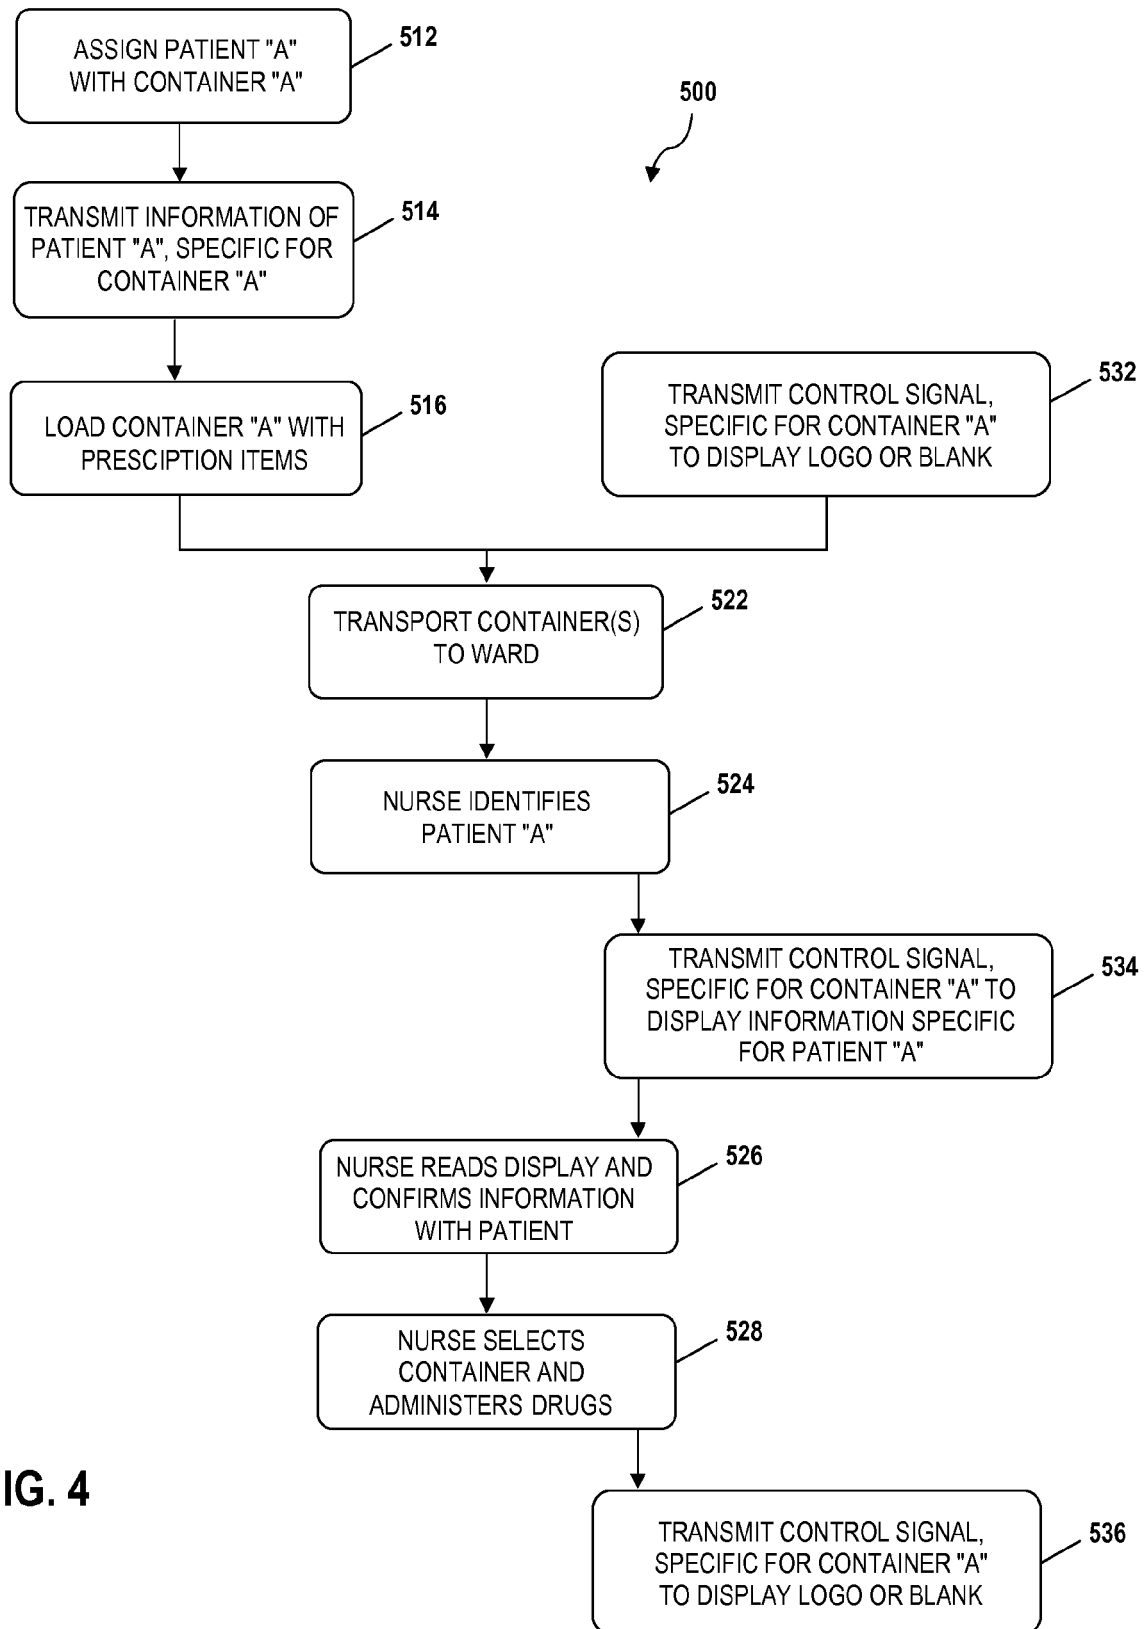 ASSIGN PATIENT "A"
WITH CONTAINER "A"
512
500
TRANSMIT INFORMATION OF
PATIENT "A", SPECIFIC FOR
CONTAINER "A"
514
LOAD CONTAINER "A" WITH
PRESCIPTION ITEMS
516
TRANSMIT CONTROL SIGNAL,
SPECIFIC FOR CONTAINER "A"
TO DISPLAY LOGO OR BLANK
532
TRANSPORT CONTAINER(S)
TO WARD
522
NURSE IDENTIFIES
PATIENT "A"
524
TRANSMIT CONTROL SIGNAL,
SPECIFIC FOR CONTAINER "A" TO
DISPLAY INFORMATION SPECIFIC
FOR PATIENT "A"
534
NURSE READS DISPLAY AND
CONFIRMS INFORMATION
WITH PATIENT
526
NURSE SELECTS
CONTAINER AND
ADMINISTERS DRUGS
528
IG. 4
TRANSMIT CONTROL SIGNAL,
SPECIFIC FOR CONTAINER "A"
TO DISPLAY LOGO OR BLANK
536